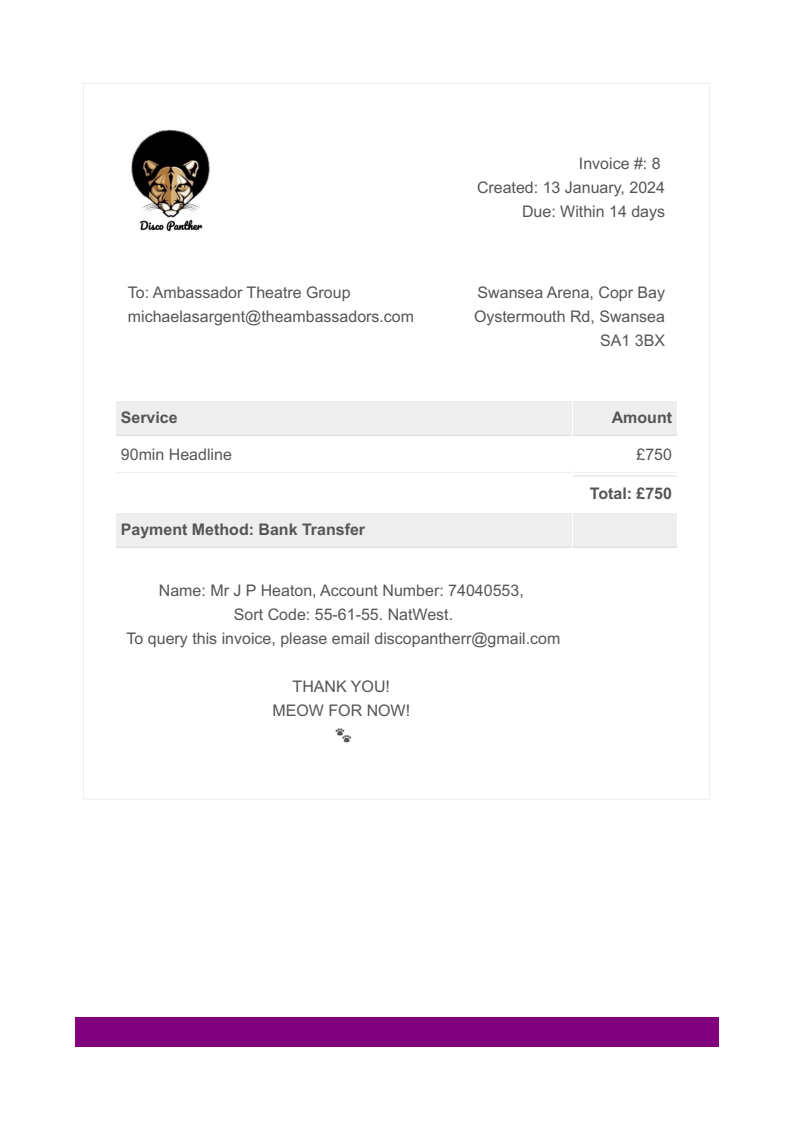 Disco Panther
Invoice #: 8
Created: 13 January, 2024
Due: Within 14 days
To: Ambassador Theatre Group
michaelasargent@theambassadors.com
Swansea Arena, Copr Bay
Oystermouth Rd, Swansea
SA1 3BX
Service Amount
90min Headline £750
Total: £750
Payment Method: Bank Transfer
Name: Mr J P Heaton, Account Number: 74040553,
Sort Code: 55-61-55. NatWest.
To query this invoice, please email discopantherr@gmail.com
THANK YOU!
MEOW FOR NOW!
🐾